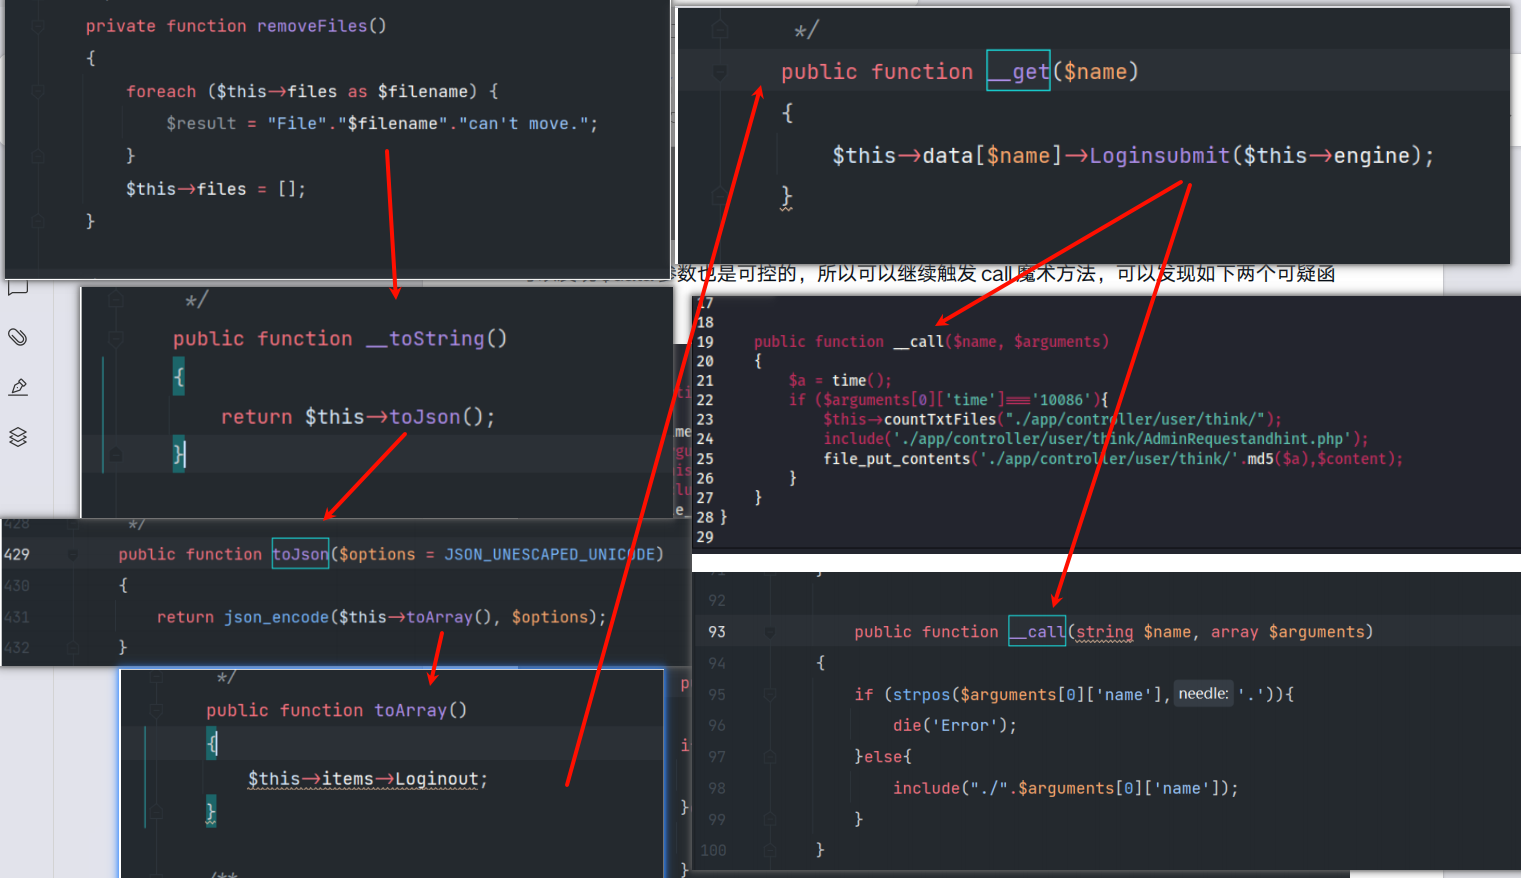 private function removeFiles()
{
foreach ($this->files as $filename) {
$result = "File"."$filename"."can't move.";
}
$this->files = [];
}
*/
public function __get($name)
{
$this->data[$name]->Loginsubmit($this->engine);
}
参数也是可控的，所以可以继续触发 call 魔术方法，可以发现如下两个可疑函
*/
public function __toString()
{
return $this->toJson();
}
17
18
19 public function __call($name, $arguments)
20 {
21 $a = time();
22 if ($arguments[0]['time']==='10086'){
23 $this->countTxtFiles("./app/controller/user/think/");
24 include('./app/controller/user/think/AdminRequestandhint.php');
25 file_put_contents('./app/controller/user/think/'.md5($a),$content);
26 }
27 }
28 }
29
428 */
429 public function toJson($options = JSON_UNESCAPED_UNICODE)
430 {
431 return json_encode($this->toArray(), $options);
432 }
*/
public function toArray()
{
$this->items->Loginout;
}
/**
92
93 public function __call(string $name, array $arguments)
94 {
95 if (strpos($arguments[0]['name'], needle: '.')){
96 die('Error');
97 }else{
98 include("./".$arguments[0]['name']);
99 }
100 }